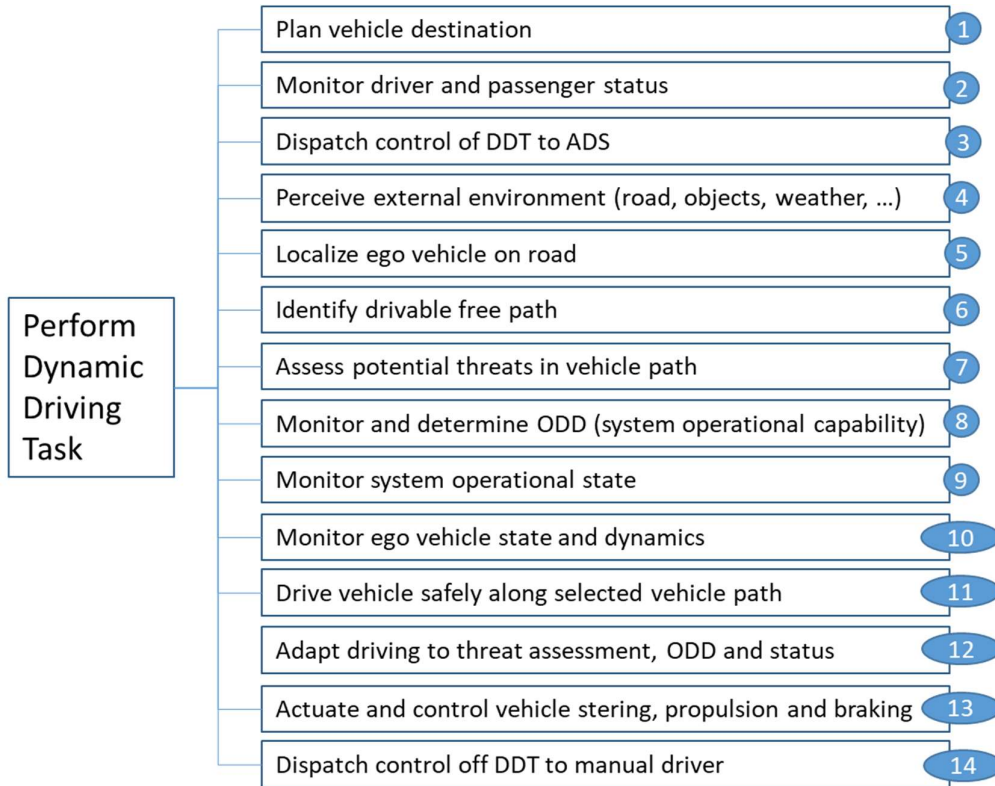 Perform
Dynamic
Driving
Task
Plan vehicle destination 1
Monitor driver and passenger status 2
Dispatch control of DDT to ADS 3
Perceive external environment (road, objects, weather, ...) 4
Localize ego vehicle on road 5
Identify drivable free path 6
Assess potential threats in vehicle path 7
Monitor and determine ODD (system operational capability) 8
Monitor system operational state 9
Monitor ego vehicle state and dynamics 10
Drive vehicle safely along selected vehicle path 11
Adapt driving to threat assessment, ODD and status 12
Actuate and control vehicle stering, propulsion and braking 13
Dispatch control off DDT to manual driver 14